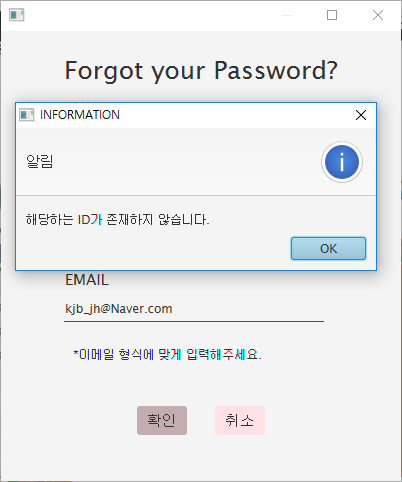 Forgot your Password?
INFORMATION
알림
해당하는 ID가 존재하지 않습니다.
OK
EMAIL
kjb_jh@Naver.com
*이메일 형식에 맞게 입력해주세요.
확인 취소